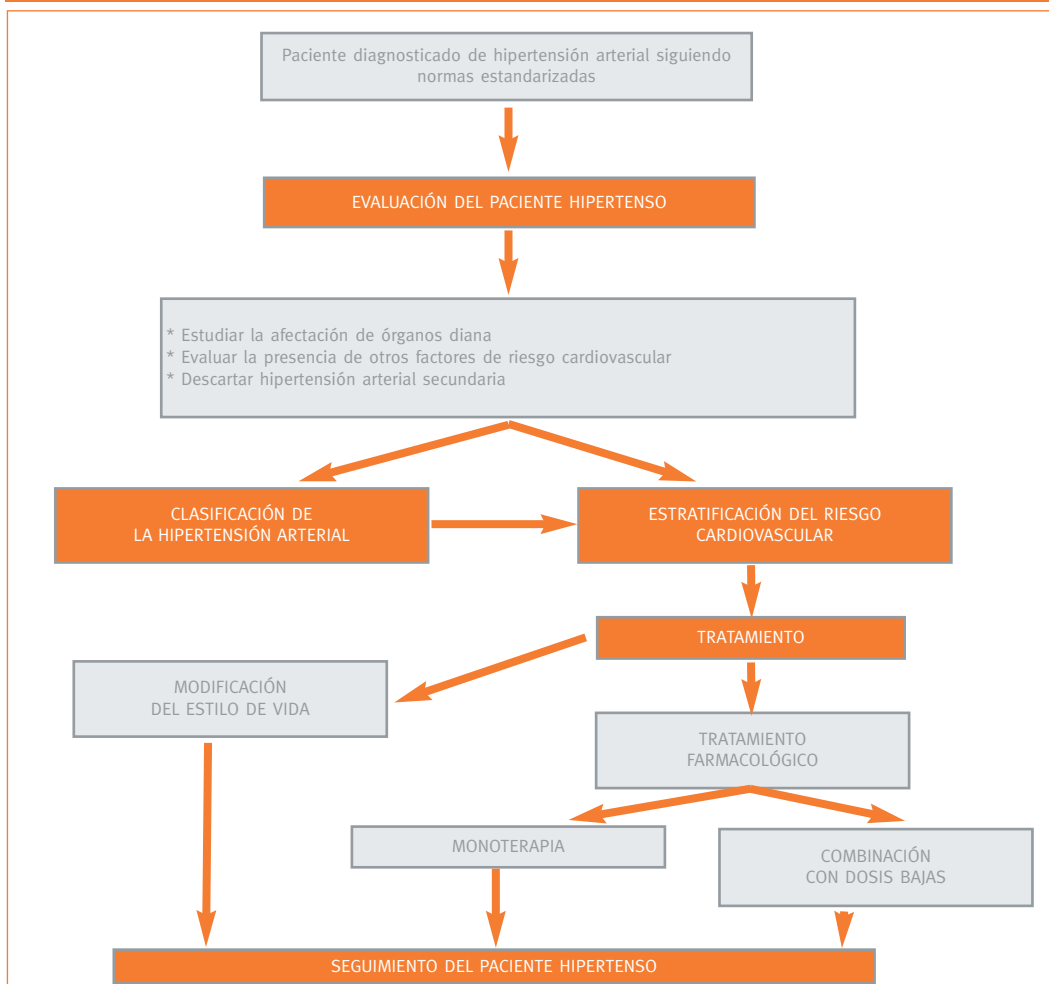 Paciente diagnosticado de hipertensión arterial siguiendo
normas estandarizadas
EVALUACIÓN DEL PACIENTE HIPERTENSO
* Estudiar la afectación de órganos diana
* Evaluar la presencia de otros factores de riesgo cardiovascular
* Descartar hipertensión arterial secundaria
CLASIFICACIÓN DE
LA HIPERTENSIÓN ARTERIAL
ESTRATIFICACIÓN DEL RIESGO
CARDIOVASCULAR
TRATAMIENTO
MODIFICACIÓN
DEL ESTILO DE VIDA
TRATAMIENTO
FARMACOLÓGICO
MONOTERAPIA
COMBINACIÓN
CON DOSIS BAJAS
SEGUIMIENTO DEL PACIENTE HIPERTENSO